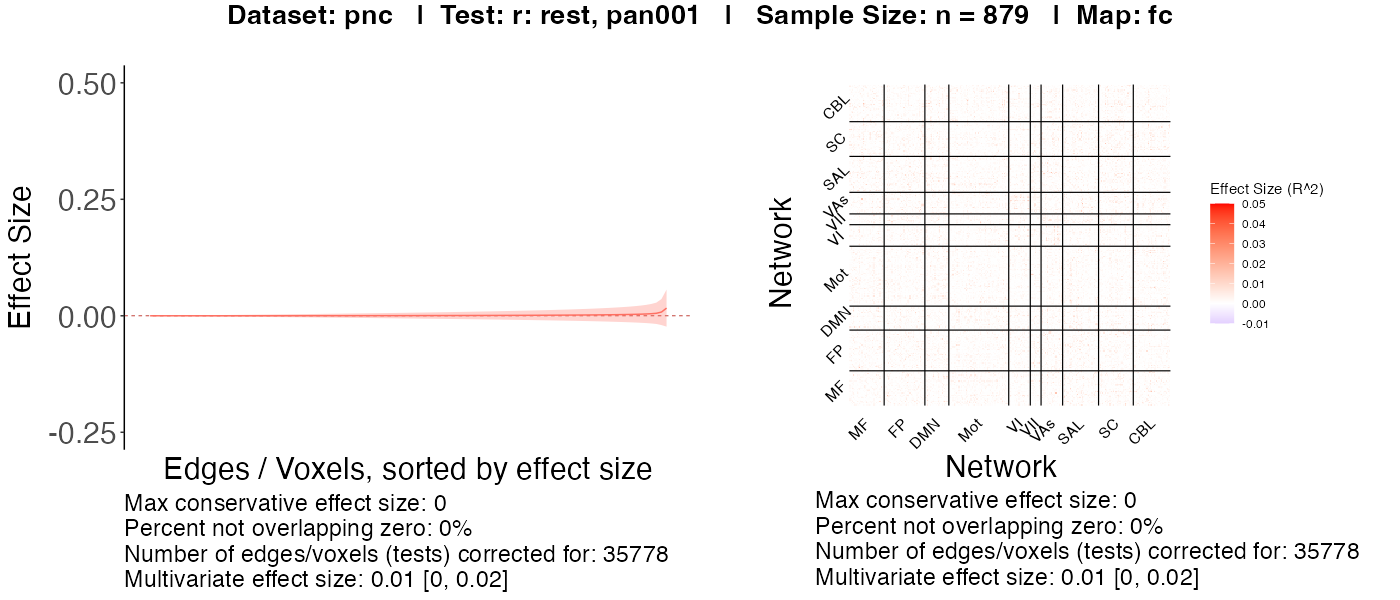 Dataset: pnc | Test: r: rest, pan001 | Sample Size: n = 879 | Map: fc
Effect Size
0.50
0.25
0.00
-0.25
Edges / Voxels, sorted by effect size
Max conservative effect size: 0
Percent not overlapping zero: 0%
Number of edges/voxels (tests) corrected for: 35778
Multivariate effect size: 0.01 [0, 0.02]
Network
CBL
SC
SAL
VAs
VII
VI
Mot
DMN
FP
MF
MF FP DMN Mot VI VII VAs SAL SC CBL
Network
Max conservative effect size: 0
Percent not overlapping zero: 0%
Number of edges/voxels (tests) corrected for: 35778
Multivariate effect size: 0.01 [0, 0.02]
Effect Size (R^2)
0.05
0.04
0.03
0.02
0.01
0.00
-0.01